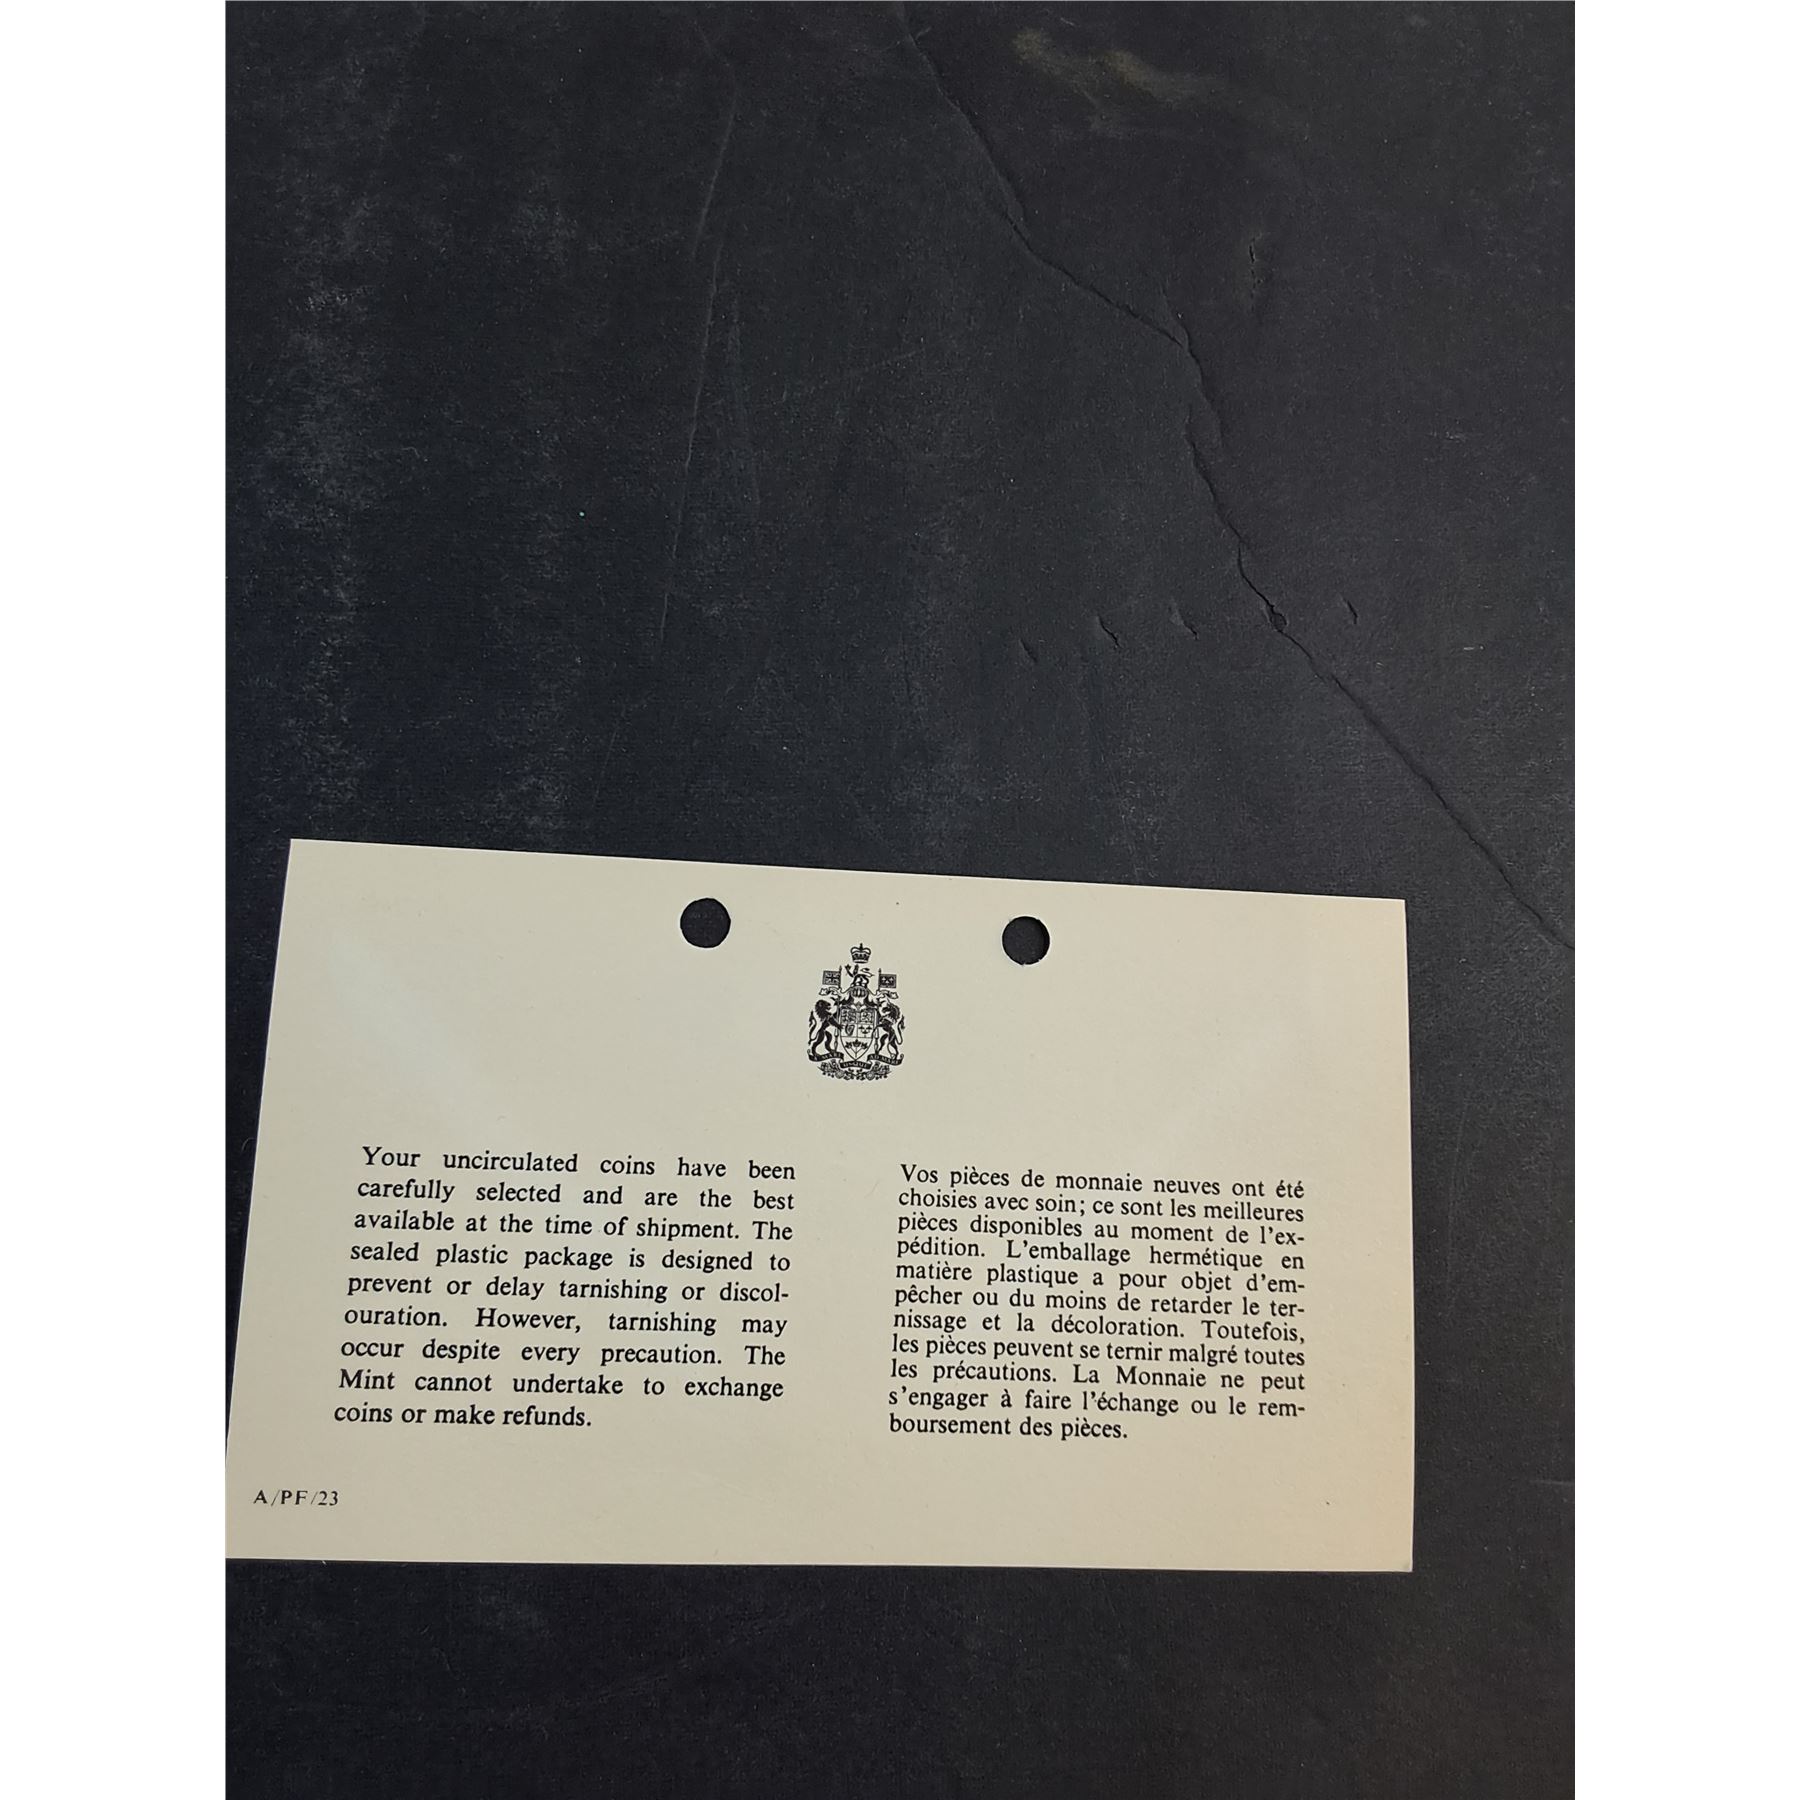 Your uncirculated coins have been
carefully selected and are the best
available at the time of shipment. The
sealed plastic package is designed to
prevent or delay tarnishing or discol-
ouration. However, tarnishing may
occur despite every precaution. The
Mint cannot undertake to exchange
coins or make refunds.
Vos pièces de monnaie neuves ont été
choisies avec soin; ce sont les meilleures
pièces disponibles au moment de l'ex-
pédition. L'emballage hermétique en
matière plastique a pour objet d'em-
pêcher ou du moins de retarder le ter-
nissage et la décoloration. Toutefois,
les pièces peuvent se ternir malgré toutes
les précautions. La Monnaie ne peut
s'engager à faire l'échange ou le rem-
boursement des pièces.
A/PF/23